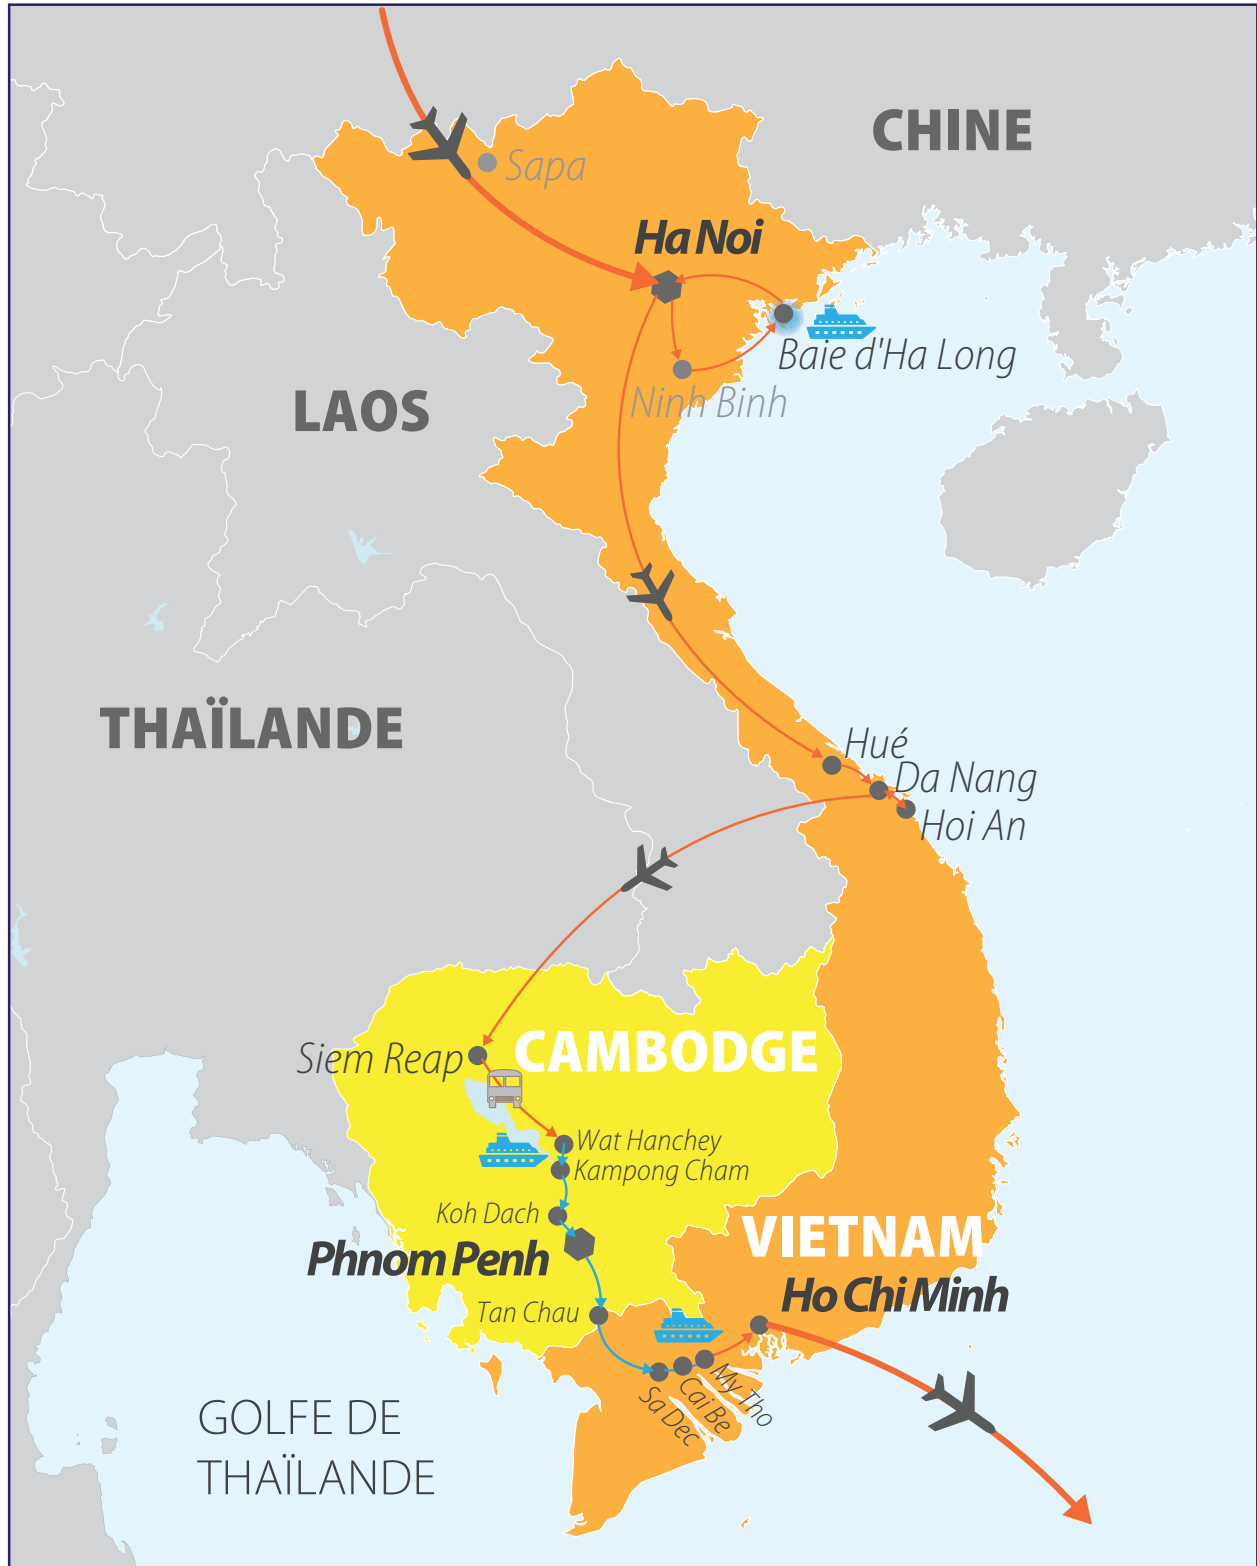 CHINE
Sapa
Ha Noi
Baie d'Ha Long
Ninh Binh
LAOS
THAÏLANDE
Hué
Da Nang
Hoi An
Siem Reap
CAMBODGE
Wat Hanchey
Kampong Cham
Koh Dach
Phnom Penh
VIETNAM
Ho Chi Minh
Tan Chau
My Tho
Cai Be
Sa Dec
GOLFE DE
THAÏLANDE